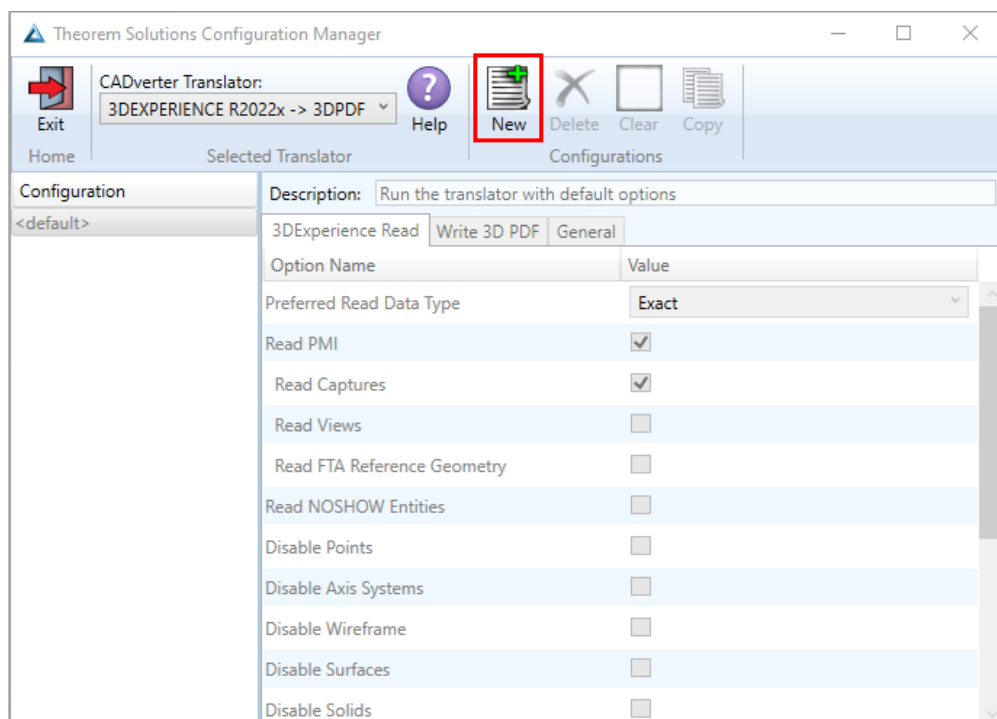 Theorem Solutions Configuration Manager
CADverter Translator:
3DEXPERIENCE R2022x -> 3DPDF
Exit
?
Help
New
Delete
Clear
Copy
Home
Selected Translator
Configurations
Configuration
Description: Run the translator with default options
<default>
3DExperience Read
Write 3D PDF
General
Option Name
Value
Preferred Read Data Type
Exact
Read PMI
Read Captures
Read Views
Read FTA Reference Geometry
Read NOSHOW Entities
Disable Points
Disable Axis Systems
Disable Wireframe
Disable Surfaces
Disable Solids